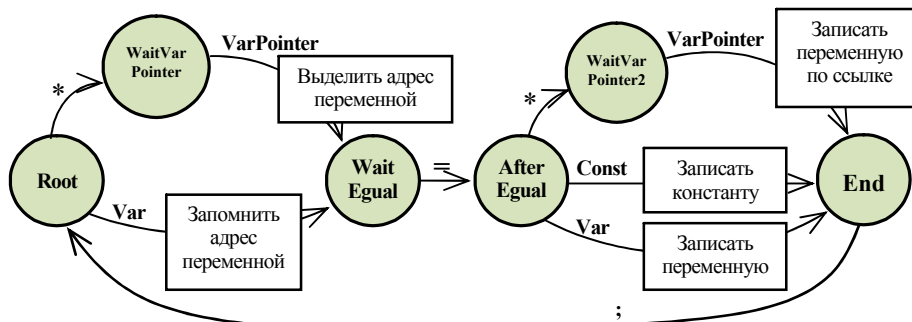 WaitVar
Pointer
VarPointer
Выделить адрес
переменной
*
Root
Var
Запомнить
адрес
переменной
Wait
Egual
=
After
Egual
*
WaitVar
Pointer2
VarPointer
Записать
переменную
по ссылке
Const
Записать
константу
Var
Записать
переменную
End
;